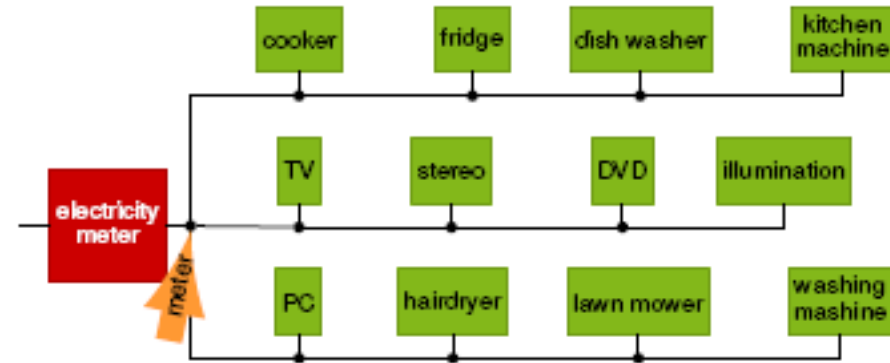 cooker
fridge
dish washer
kitchen
machine
TV
stereo
DVD
illumination
electricity
meter
meter
PC
hairdryer
lawn mower
washing
mashine